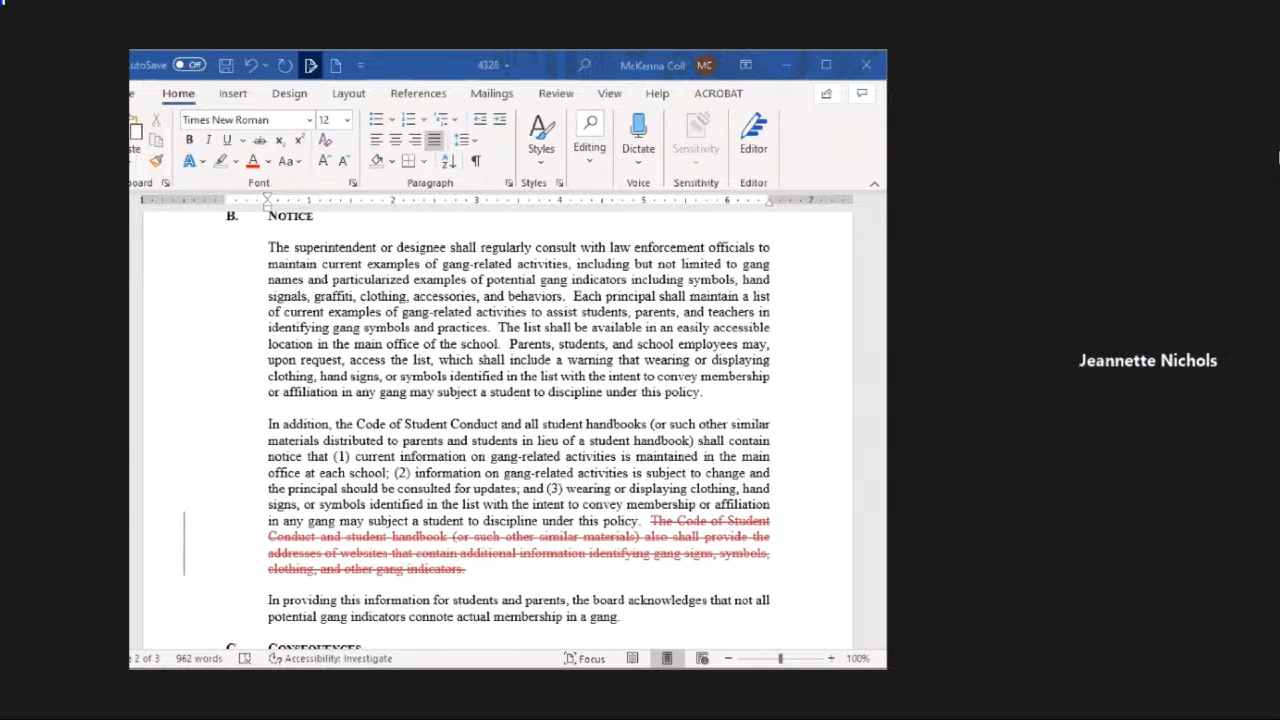 utoSave Off 4328 McKenna Coll MC
Home Insert Design Layout References Mailings Review View Help ACROBAT
Times New Roman 12
ste Styles Editing Dictate Sensitivity Editor
board Font Paragraph Styles Voice Sensitivity Editor
1 1 2 3 4 5 6 7
B. NOTICE
The superintendent or designee shall regularly consult with law enforcement officials to
maintain current examples of gang-related activities, including but not limited to gang
names and particularized examples of potential gang indicators including symbols, hand
signals, graffiti, clothing, accessories, and behaviors. Each principal shall maintain a list
of current examples of gang-related activities to assist students, parents, and teachers in
identifying gang symbols and practices. The list shall be available in an easily accessible
location in the main office of the school. Parents, students, and school employees may,
upon request, access the list, which shall include a warning that wearing or displaying
clothing, hand signs, or symbols identified in the list with the intent to convey membership
or affiliation in any gang may subject a student to discipline under this policy.
In addition, the Code of Student Conduct and all student handbooks (or such other similar
materials distributed to parents and students in lieu of a student handbook) shall contain
notice that (1) current information on gang-related activities is maintained in the main
office at each school; (2) information on gang-related activities is subject to change and
the principal should be consulted for updates; and (3) wearing or displaying clothing, hand
signs, or symbols identified in the list with the intent to convey membership or affiliation
in any gang may subject a student to discipline under this policy. The Code of Student
Conduct and student handbook (or such other similar materials) also shall provide the
addresses of websites that contain additional information identifying gang signs, symbols,
clothing, and other gang indicators.
In providing this information for students and parents, the board acknowledges that not all
potential gang indicators connote actual membership in a gang.
C. CONSEQUENCES
e 2 of 3 962 words Accessibility: Investigate Focus 100%
Jeannette Nichols